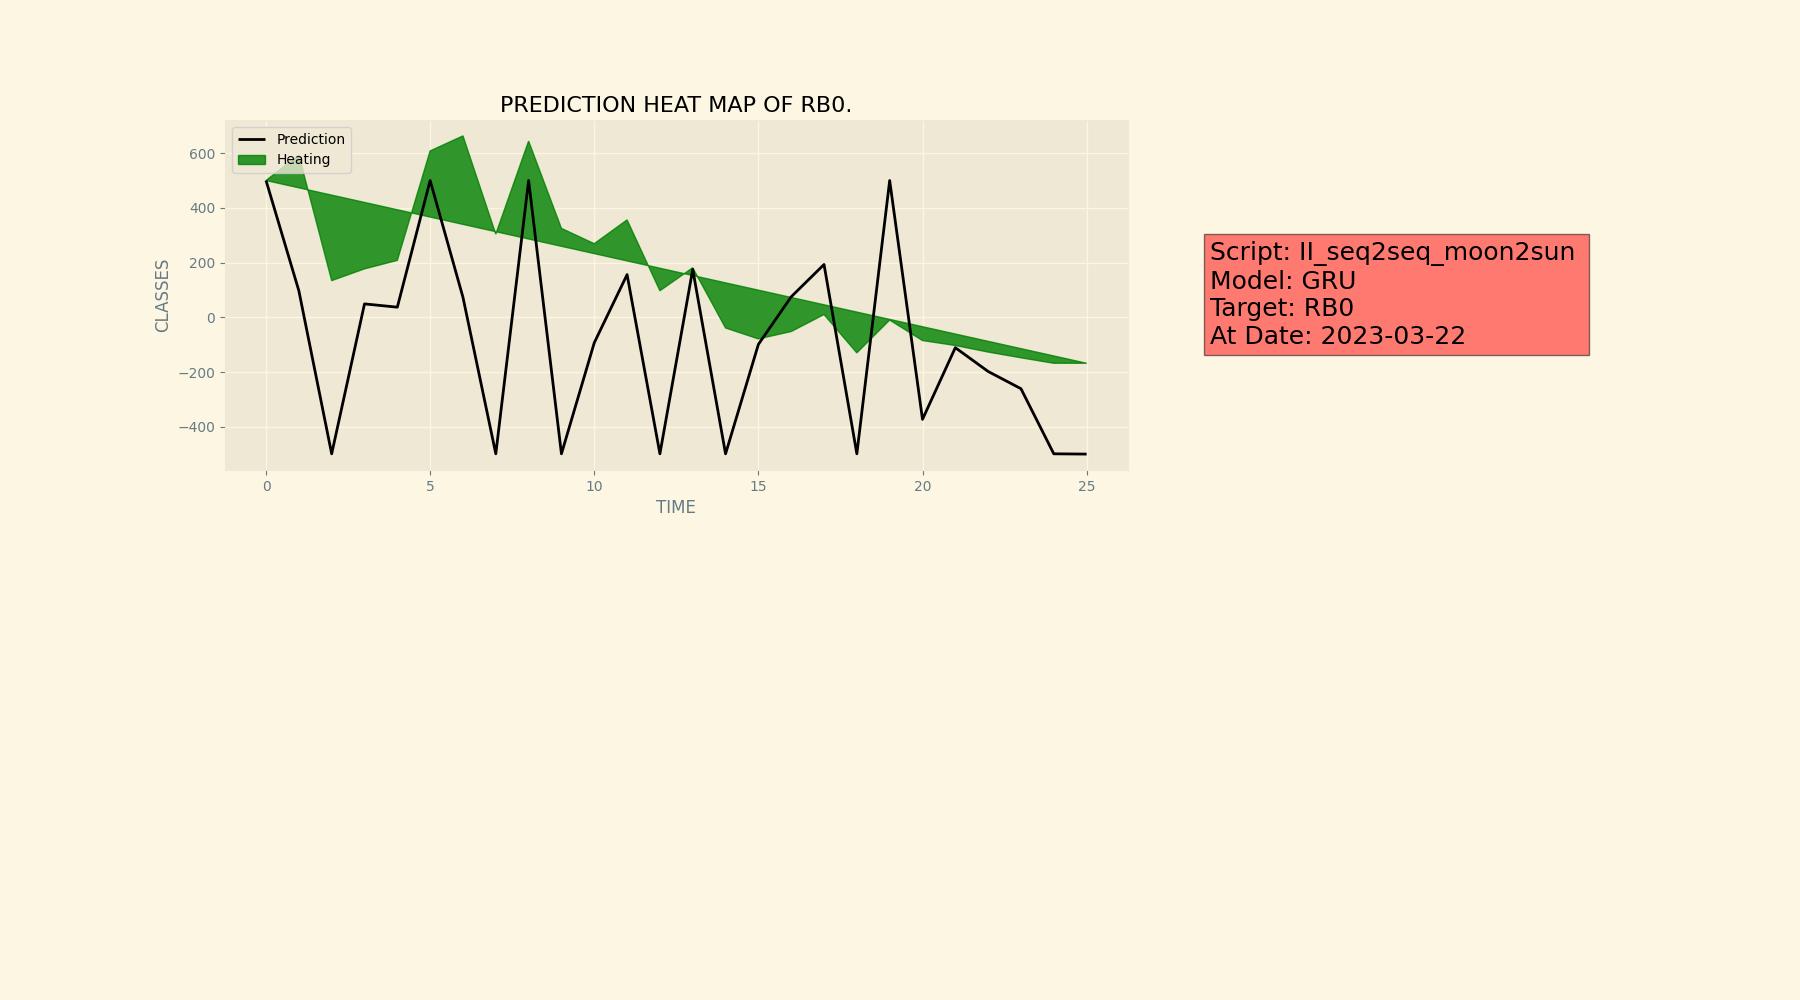 PREDICTION HEAT MAP OF RB0.
Prediction
Heating
600
400
200
0
−200
−400
CLASSES
0 5 10 15 20 25
TIME
Script: II_seq2seq_moon2sun
Model: GRU
Target: RB0
At Date: 2023-03-22